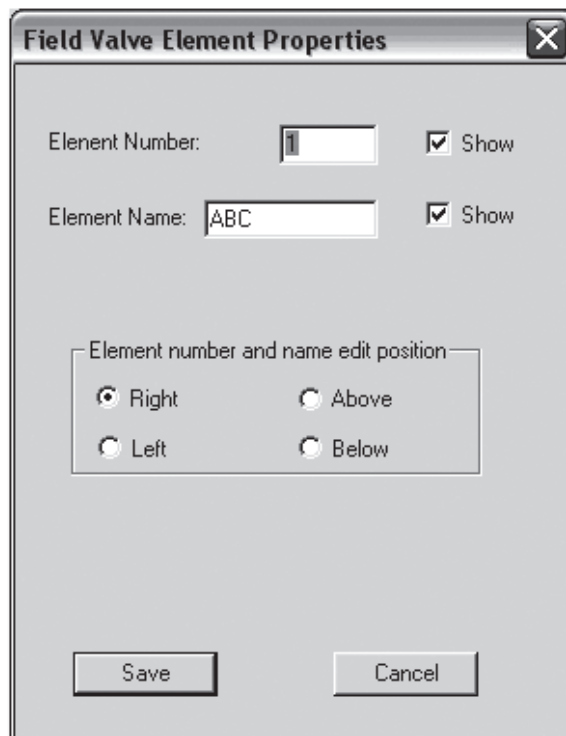 Field Valve Element Properties
Elenent Number: 1 Show
Element Name: ABC Show
Element number and name edit position
Right Above
Left Below
Save Cancel